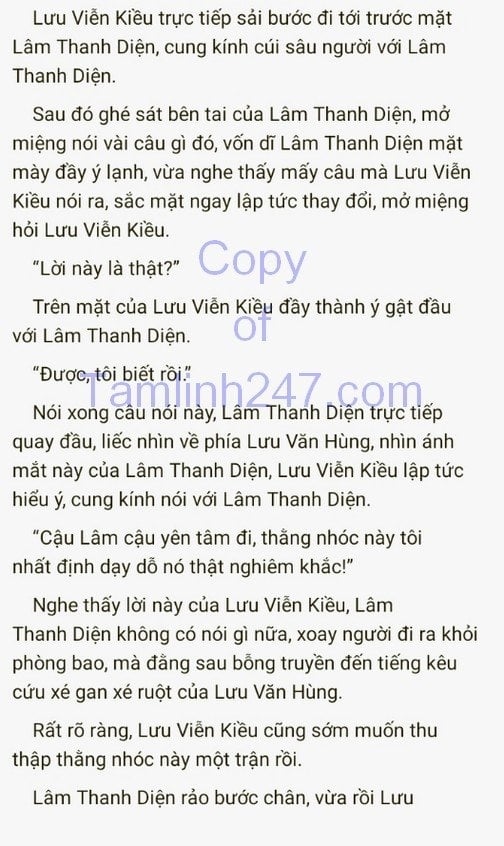 Lưu Viễn Kiều trực tiếp sải bước đi tới trước mặt
Lâm Thanh Diện, cung kính cúi sâu người với Lâm
Thanh Diện.
Sau đó ghé sát bên tai của Lâm Thanh Diện, mở
miệng nói vài câu gì đó, vốn dĩ Lâm Thanh Diện mặt
mày đầy ý lạnh, vừa nghe thấy mấy câu mà Lưu Viễn
Kiều nói ra, sắc mặt ngay lập tức thay đổi, mở miệng
hỏi Lưu Viễn Kiều.
Copy
“Lời này là thật?”
Trên mặt của Lưu Viễn Kiều đầy thành ý gật đầu
of
với Lâm Thanh Diện.
“Được, tôi biết rồi.”
Tamlinh247.com
Nói xong câu nói này, Lâm Thanh Diện trực tiếp
quay đầu, liếc nhìn về phía Lưu Văn Hùng, nhìn ánh
mắt này của Lâm Thanh Diện, Lưu Viễn Kiều lập tức
hiểu ý, cung kính nói với Lâm Thanh Diện.
“Cậu Lâm cậu yên tâm đi, thằng nhóc này tôi
nhất định dạy dỗ nó thật nghiêm khắc!”
Nghe thấy lời này của Lưu Viễn Kiều, Lâm
Thanh Diện không có nói gì nữa, xoay người đi ra khỏi
phòng bao, mà đằng sau bỗng truyền đến tiếng kêu
cứu xé gan xé ruột của Lưu Văn Hùng.
Rất rõ ràng, Lưu Viễn Kiều cũng sớm muốn thu
thập thằng nhóc này một trận rồi.
Lâm Thanh Diện rảo bước chân, vừa rồi Lưu